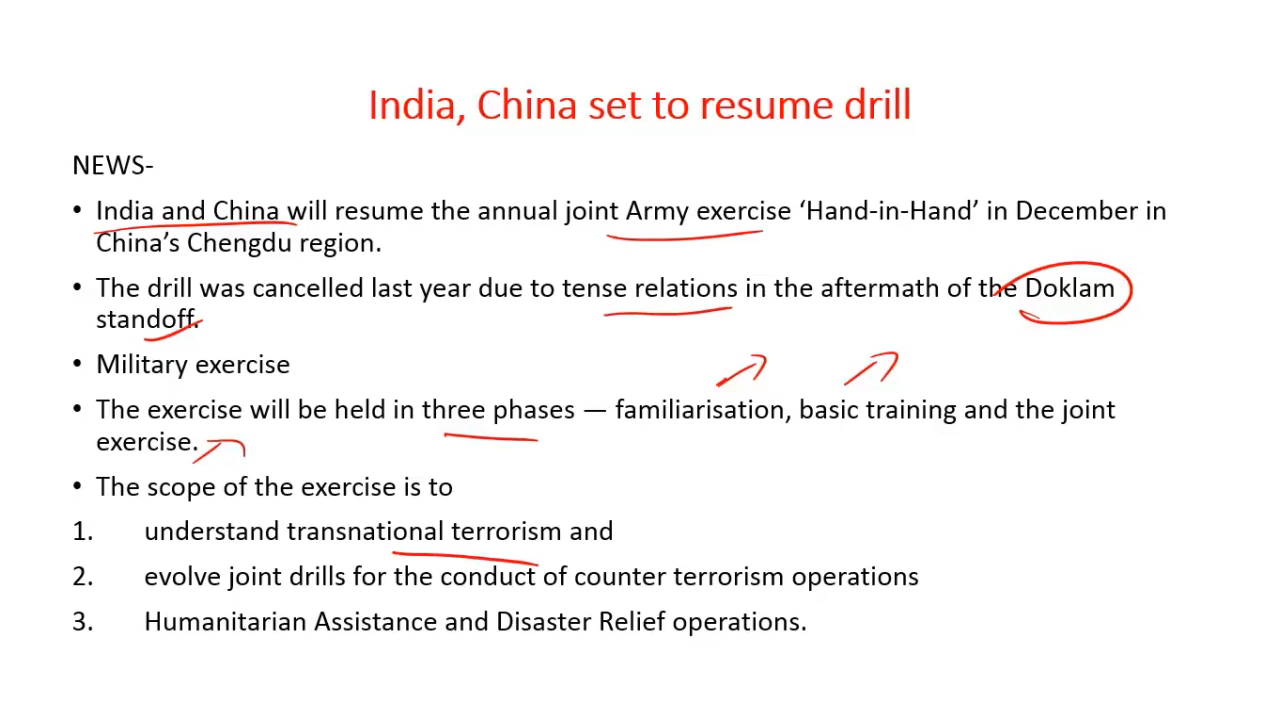 India, China set to resume drill
NEWS-
• India and China will resume the annual joint Army exercise ‘Hand-in-Hand’ in December in
China’s Chengdu region.
• The drill was cancelled last year due to tense relations in the aftermath of the Doklam
standoff.
• Military exercise
• The exercise will be held in three phases — familiarisation, basic training and the joint
exercise.
• The scope of the exercise is to
1. understand transnational terrorism and
2. evolve joint drills for the conduct of counter terrorism operations
3. Humanitarian Assistance and Disaster Relief operations.